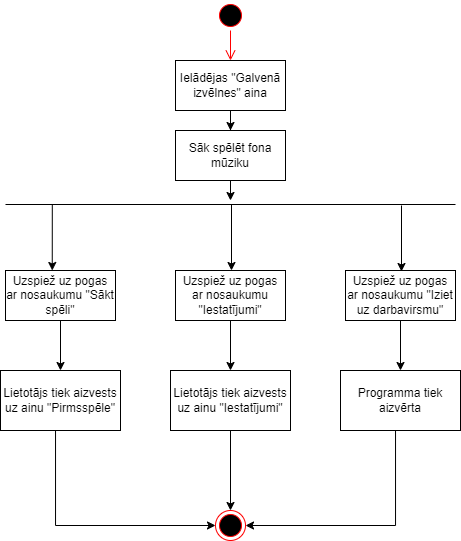 Ielādējas "Galvenā
izvēlnes" aina
Sāk spēlēt fona
mūziku
Uzspiež uz pogas
ar nosaukumu "Sākt
spēli"
Uzspiež uz pogas
ar nosaukumu
"Iestatījumi"
Uzspiež uz pogas
ar nosaukumu "Iziet
uz darbavirsmu"
Lietotājs tiek aizvests
uz ainu "Pirmsspēle"
Lietotājs tiek aizvests
uz ainu "Iestatījumi"
Programma tiek
aizvērta